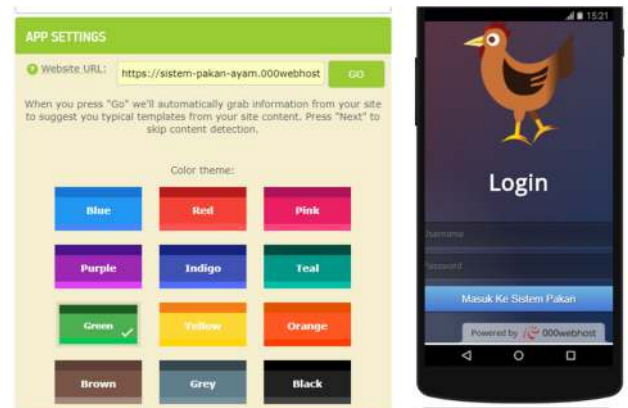 APP SETTINGS
Website URL:
https://sistem-pakan-ayam.000webhost
GO
When you press "Go" we'll automatically grab information from your site
to suggest you typical templates from your site content. Press "Next" to
skip content detection.
Color theme:
Blue
Red
Pink
Purple
Indigo
Teal
Green
Yellow
Orange
Brown
Grey
Black
15:21
Login
Username
Password
Masuk Ke Sistem Pakan
Powered by 000webhost